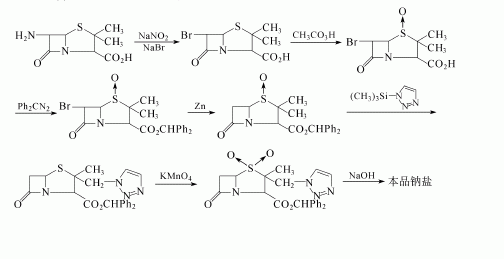 H2N S CH3 CH3 N O CO2H NaNO2 NaBr Br S CH3 CH3 N O CO2H CH3CO3H O Br S CH3 CH3 N O CO2H
Ph2CN2 O Br S CH3 CH3 N O CO2CHPh2 Zn O S CH3 CH3 N O CO2CHPh2 (CH3)3Si—N N N
S CH3 CH2—N N N N O CO2CHPh2 KMnO4 O O S CH3 CH2—N N N N O CO2CHPh2 NaOH 本品钠盐